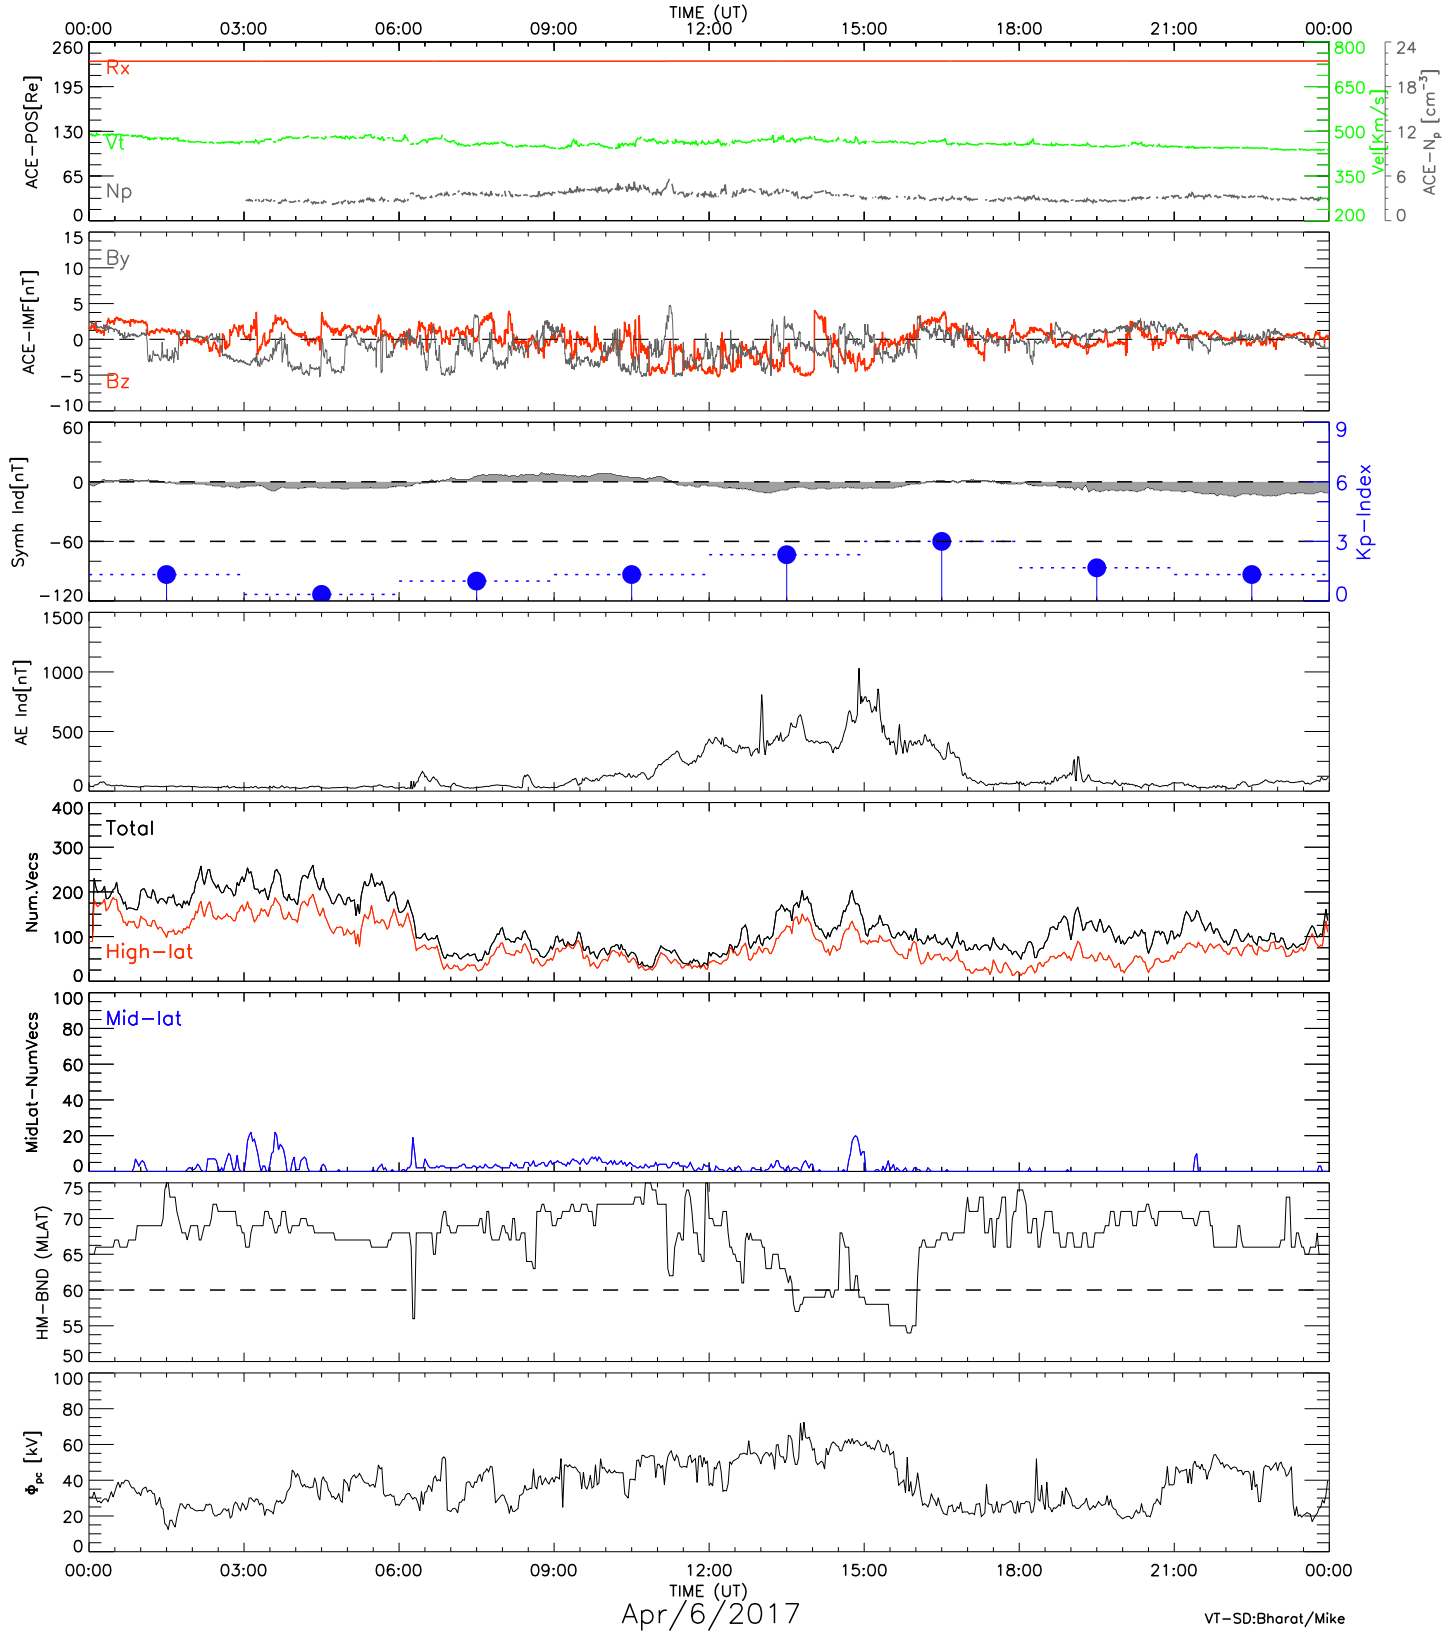 TIME (UT)
00:00 03:00 06:00 09:00 12:00 15:00 18:00 21:00 00:00
260 195 130 65 0
ACE-POS[Re]
Rx
Vt
Np
800 650 500 350 200
Vel[Km/s]
24 18 12 6 0
ACE-Np [cm-3]
15 10 5 0 -5 -10
ACE-IMF[nT]
By
Bz
60 0 -60 -120
Symh Ind[nT]
9 6 3 0
Kp-Index
1500 1000 500 0
AE Ind[nT]
400 300 200 100 0
Num.Vecs
Total
High-lat
100 80 60 40 20 0
MidLat-NumVecs
Mid-lat
75 70 65 60 55 50
HM-BND (MLAT)
100 80 60 40 20 0
Φpc [kV]
00:00 03:00 06:00 09:00 12:00 15:00 18:00 21:00 00:00
TIME (UT)
Apr/6/2017
VT-SD:Bharat/Mike